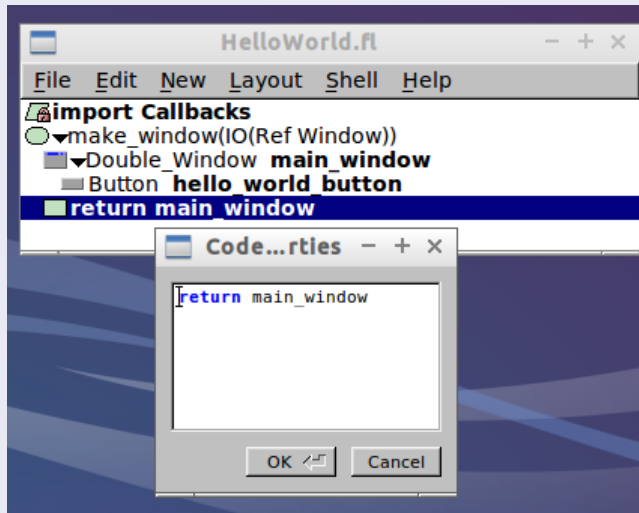 HelloWorld.fl
File Edit New Layout Shell Help
import Callbacks
make_window(IO(Ref Window))
Double_Window main_window
Button hello_world_button
return main_window
Code...rties
return main_window
OK Cancel